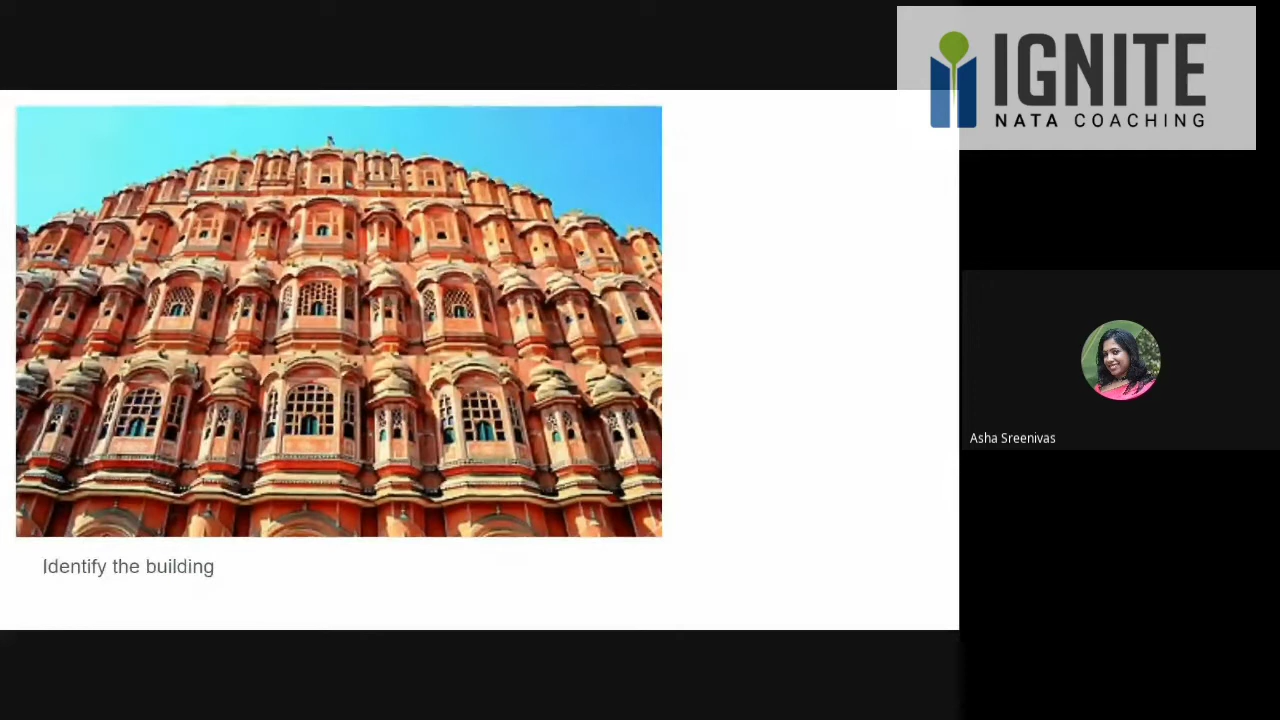 IGNITE
NATA COACHING
Asha Sreenivas
Identify the building